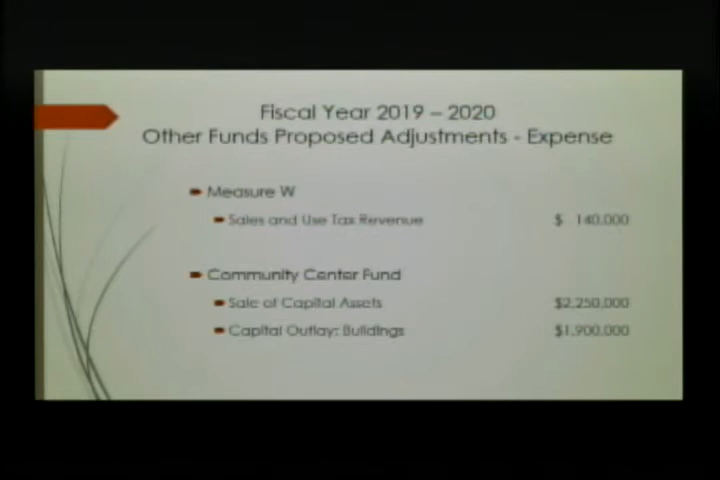 Fiscal Year 2019 – 2020
Other Funds Proposed Adjustments - Expense
Measure W
Sales and Use Tax Revenue $ 140,000
Community Center Fund
Sale of Capital Assets $2,250,000
Capital Outlay: Buildings $1,900,000